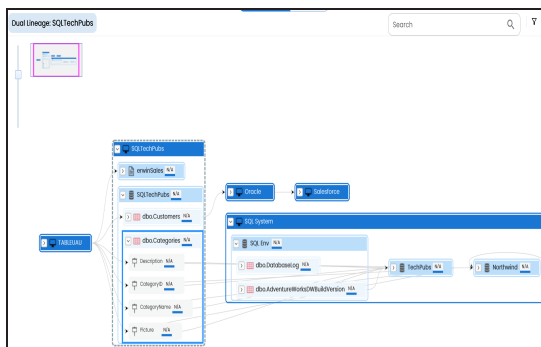 Dual Lineage: SQLTechPubs
Search
SQLTechPubs
erwinSales N/A
SQLTechPubs N/A
dbo.Customers N/A
dbo.Categories N/A
Description N/A
CategoryID N/A
CategoryName N/A
Picture N/A
TABLEUAU
Oracle
Salesforce
SQL System
SQL Env N/A
dbo.DatabaseLog N/A
dbo.AdventureWorksDWBuildVersion N/A
TechPubs N/A
Northwind N/A